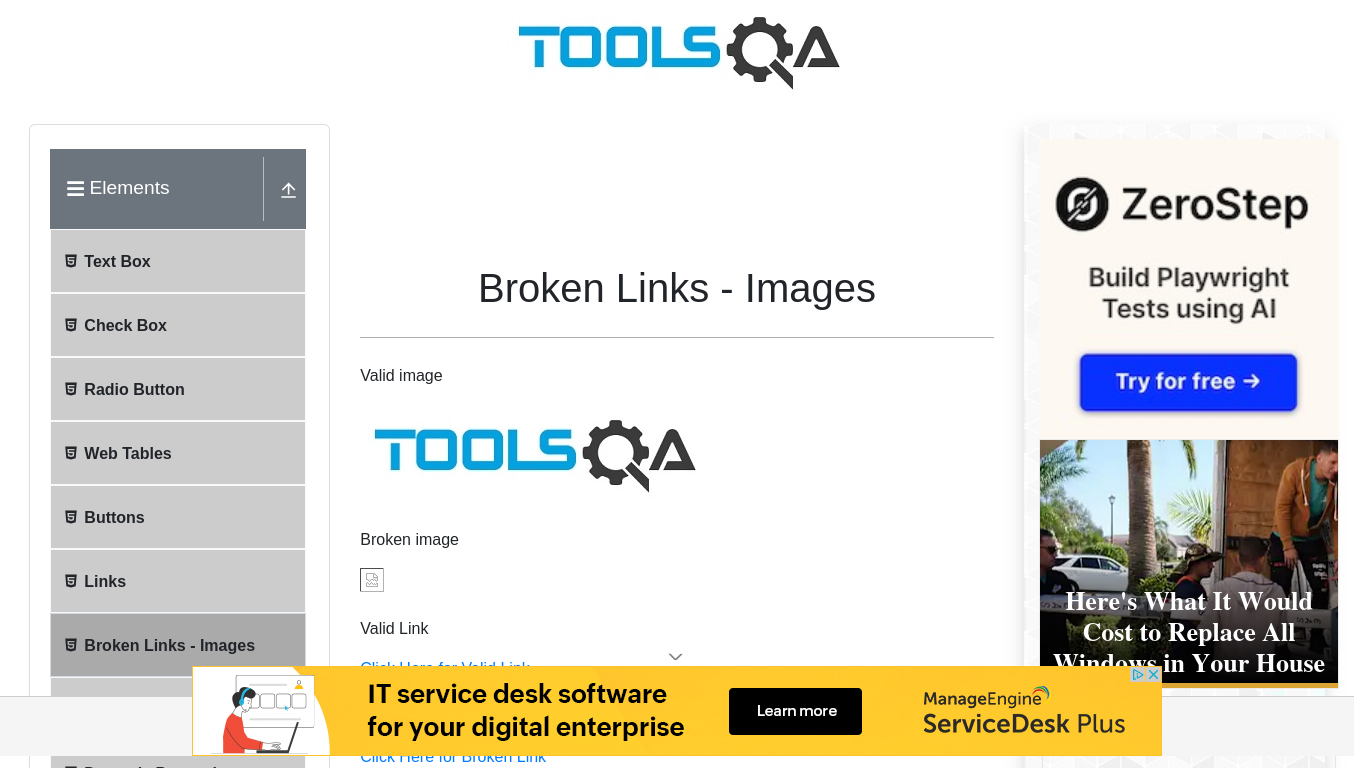 TOOLSQA
Elements
Text Box
Check Box
Radio Button
Web Tables
Buttons
Links
Broken Links - Images
Broken Links - Images
Valid image
TOOLSQA
Broken image
Valid Link
Click Here for Valid Link
Click Here for Broken Link
ZeroStep
Build Playwright
Tests using AI
Try for free →
Here's What It Would
Cost to Replace All
Windows in Your House
IT service desk software
for your digital enterprise
Learn more
ManageEngine
ServiceDesk Plus